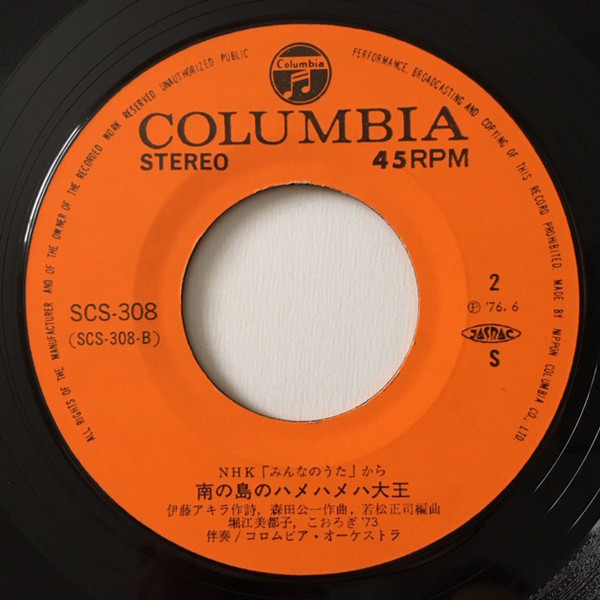 ALL RIGHTS OF THE MANUFACTURER AND OF THE OWNER OF THE RECORDED WORK RESERVED UNAUTHORIZED PUBLIC PERFORMANCE, BROADCASTING AND COPYING OF THIS RECORD PROHIBITED. MADE BY NIPPON COLUMBIA CO., LTD.
Columbia
COLUMBIA
STEREO 45RPM
SCS-308
(SCS-308-B)
2
Ⓟ '76.6
JASRAC
S
NHK「みんなのうた」から
南の島のハメハメハ大王
伊藤アキラ作詩, 森田公一作曲, 若松正司編曲
堀江美都子, こおろぎ'73
伴奏/コロムビア・オーケストラ